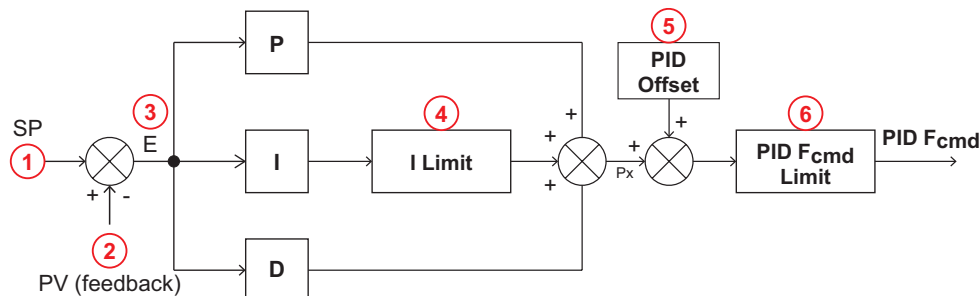 P
5
PID
Offset
3
4
6
SP
E
1
I
I Limit
PID Fcmd
Limit
PID Fcmd
+
-
+
+
+
+
+
Px
2
PV (feedback)
D